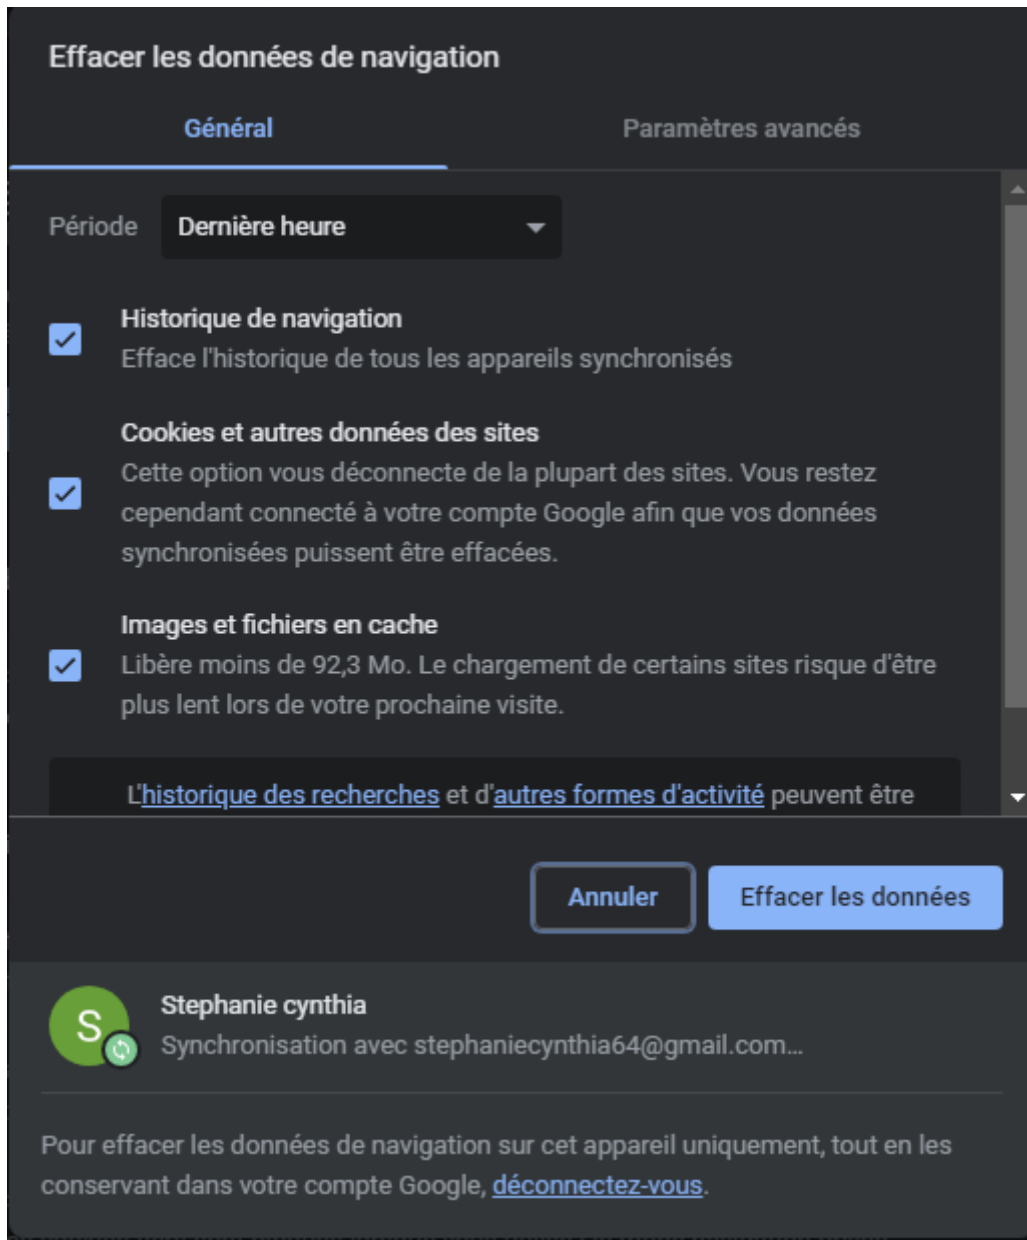 Effacer les données de navigation
Général
Paramètres avancés
Période
Dernière heure
Historique de navigation
Efface l'historique de tous les appareils synchronisés
Cookies et autres données des sites
Cette option vous déconnecte de la plupart des sites. Vous restez
cependant connecté à votre compte Google afin que vos données
synchronisées puissent être effacées.
Images et fichiers en cache
Libère moins de 92,3 Mo. Le chargement de certains sites risque d'être
plus lent lors de votre prochaine visite.
L'historique des recherches et d'autres formes d'activité peuvent être
Annuler
Effacer les données
S
Stephanie cynthia
Synchronisation avec stephaniecynthia64@gmail.com…
Pour effacer les données de navigation sur cet appareil uniquement, tout en les
conservant dans votre compte Google, déconnectez-vous.